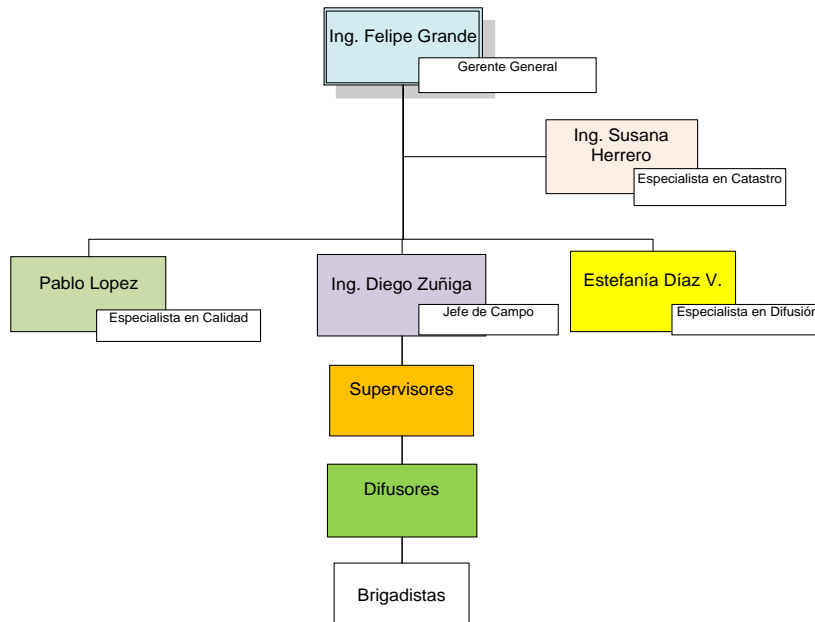 Ing. Felipe Grande
Gerente General
Ing. Susana
Herrero
Especialista en Catastro
Pablo Lopez
Especialista en Calidad
Ing. Diego Zuñiga
Jefe de Campo
Estefanía Díaz V.
Especialista en Difusión
Supervisores
Difusores
Brigadistas